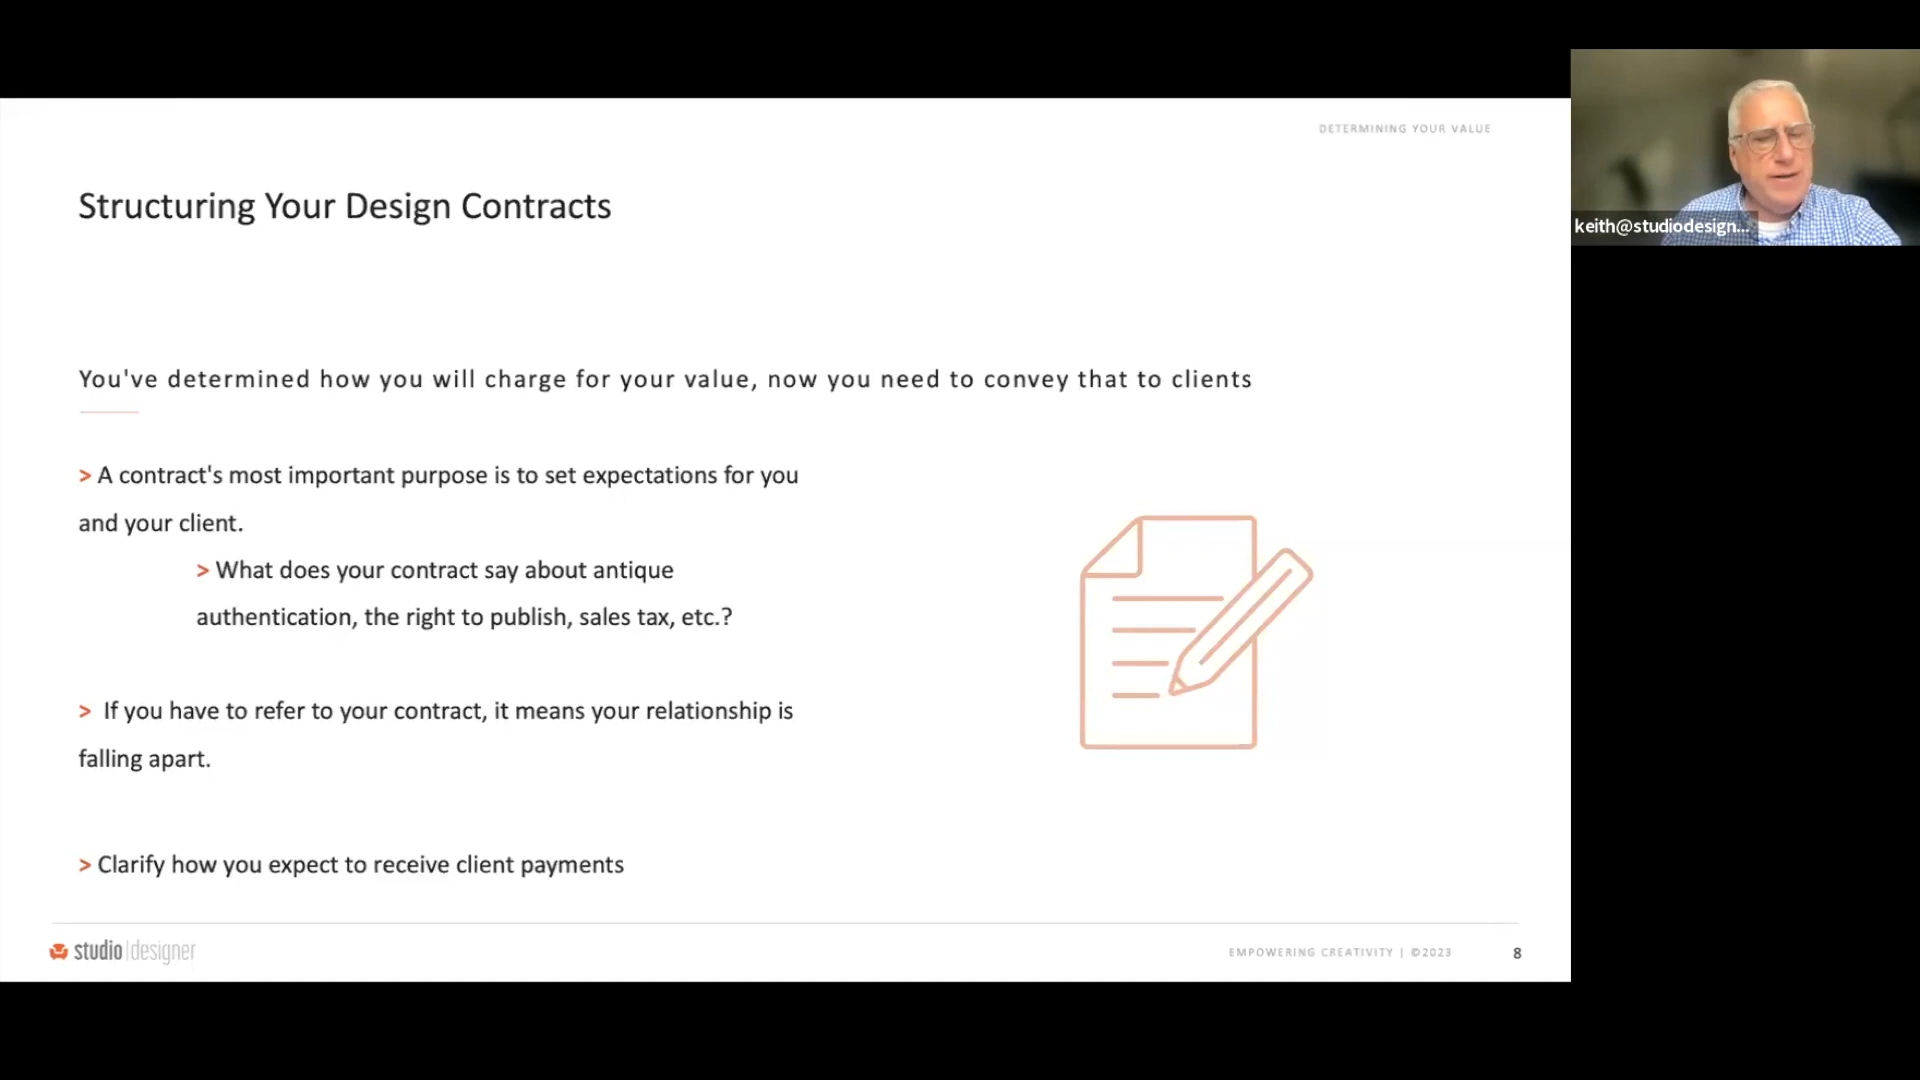 DETERMINING YOUR VALUE
keith@studiodesign...
Structuring Your Design Contracts
You've determined how you will charge for your value, now you need to convey that to clients
> A contract's most important purpose is to set expectations for you
and your client.
> What does your contract say about antique
authentication, the right to publish, sales tax, etc.?
> If you have to refer to your contract, it means your relationship is
falling apart.
> Clarify how you expect to receive client payments
studio|designer
EMPOWERING CREATIVITY | ©2023
8